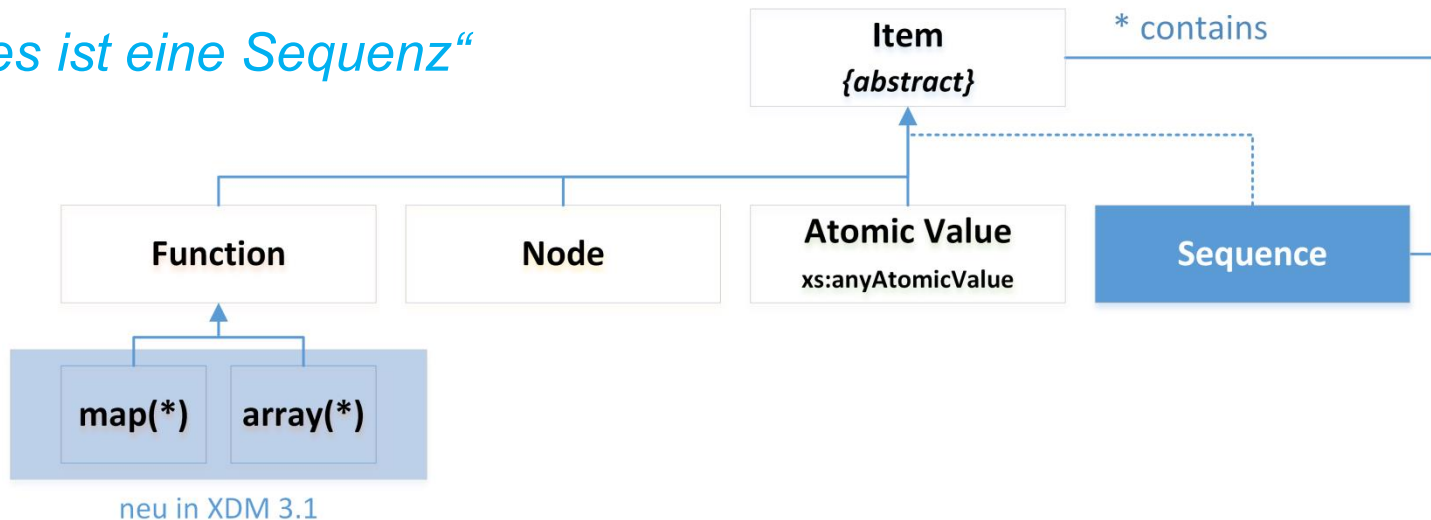 es ist eine Sequenz“
Item
{abstract}
* contains
Function
Node
Atomic Value
xs:anyAtomicValue
Sequence
map(*)
array(*)
neu in XDM 3.1